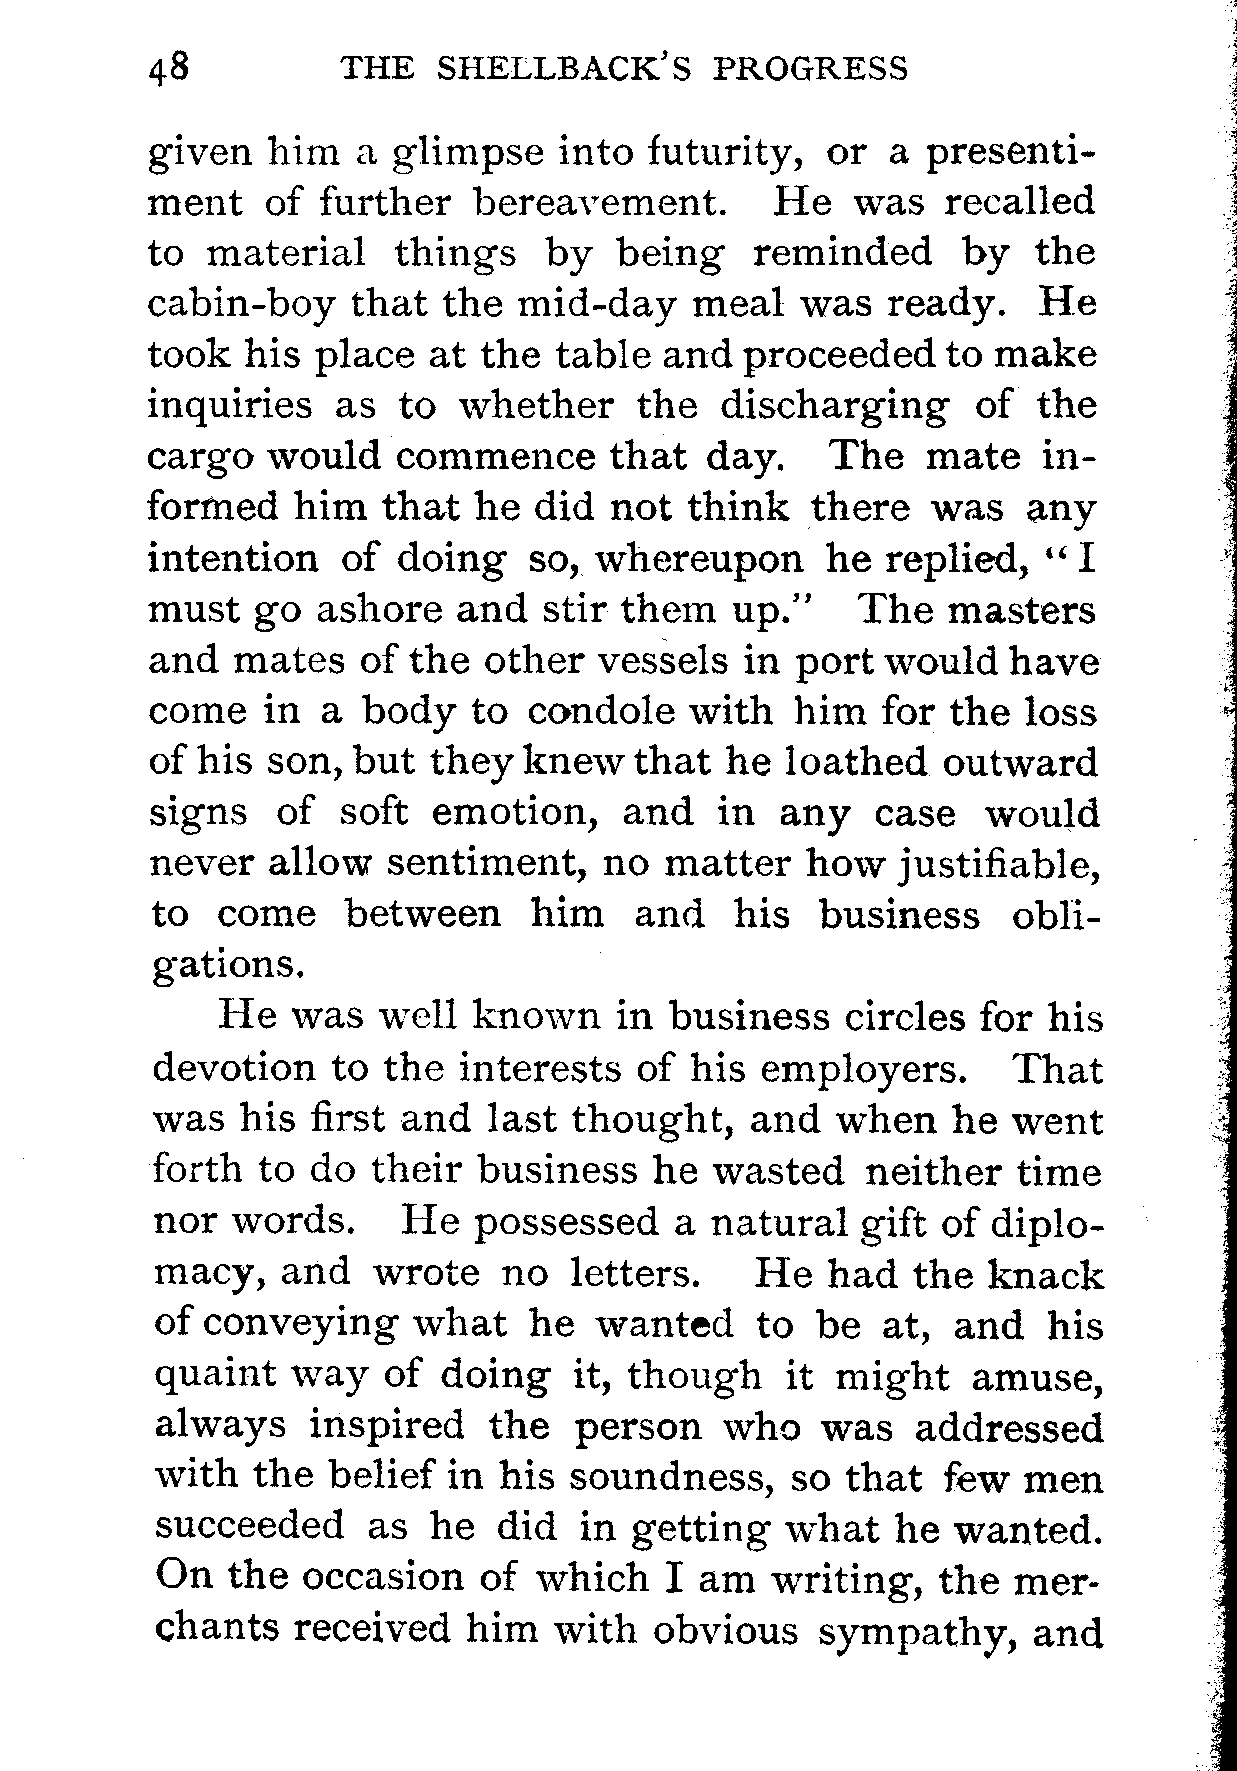 48 THE SHELLBACK'S PROGRESS
given him a glimpse into futurity, or a presenti-
ment of further bereavement. He was recalled
to material things by being reminded by the
cabin-boy that the mid-day meal was ready. He
took his place at the table and proceeded to make
inquiries as to whether the discharging of the
cargo would commence that day. The mate in-
formed him that he did not think there was any
intention of doing so, whereupon he replied, "I
must go ashore and stir them up." The masters
and mates of the other vessels in port would have
come in a body to condole with him for the loss
of his son, but they knew that he loathed outward
signs of soft emotion, and in any case would
never allow sentiment, no matter how justifiable,
to come between him and his business obli-
gations.
He was well known in business circles for his
devotion to the interests of his employers. That
was his first and last thought, and when he went
forth to do their business he wasted neither time
nor words. He possessed a natural gift of diplo-
macy, and wrote no letters. He had the knack
of conveying what he wanted to be at, and his
quaint way of doing it, though it might amuse,
always inspired the person who was addressed
with the belief in his soundness, so that few men
succeeded as he did in getting what he wanted.
On the occasion of which I am writing, the mer-
chants received him with obvious sympathy, and